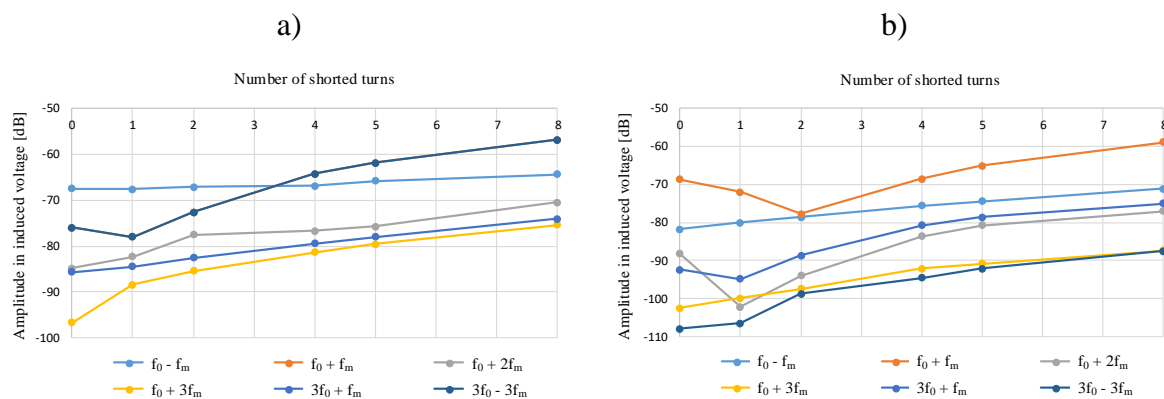 a)
Number of shorted turns
Amplitude in induced voltage [dB]
-50
-60
-70
-80
-90
-100
0 1 2 3 4 5 6 7 8
f₀ - fₘ
f₀ + fₘ
f₀ + 2fₘ
f₀ + 3fₘ
3f₀ + fₘ
3f₀ - 3fₘ
b)
Number of shorted turns
Amplitude in induced voltage [dB]
-50
-60
-70
-80
-90
-100
-110
0 1 2 3 4 5 6 7 8
f₀ - fₘ
f₀ + fₘ
f₀ + 2fₘ
f₀ + 3fₘ
3f₀ + fₘ
3f₀ - 3fₘ